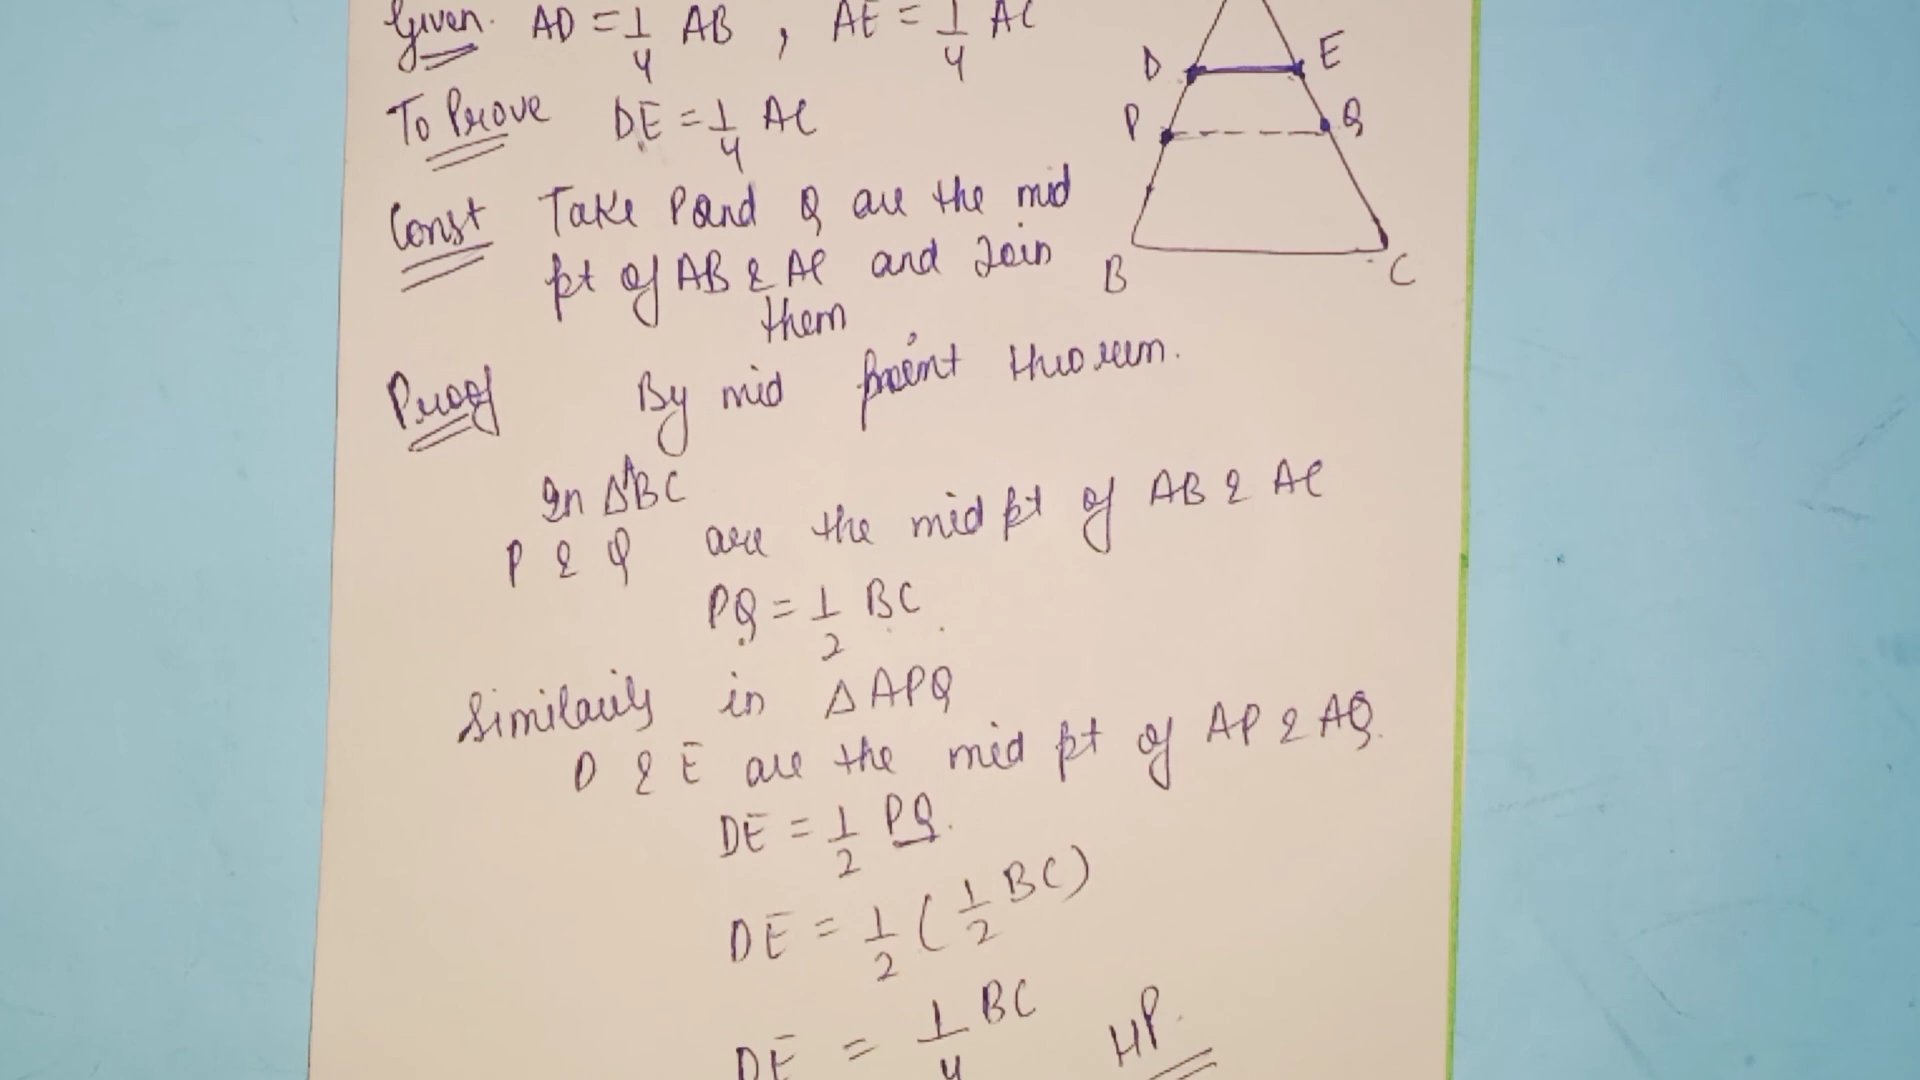 Given. AD = 1/4 AB , AE = 1/4 AC
To Prove DE = 1/4 AC
Const Take P and Q are the mid
pt of AB & AC and Join
them
Proof By mid point theorem.
In ΔABC
P & Q are the mid pt of AB & AC
PQ = 1/2 BC
Similarily in Δ APQ
D & E are the mid pt of AP & AQ.
DE = 1/2 PQ.
DE = 1/2 (1/2 BC)
DE = 1/4 BC
HP.
D E
P Q
B C